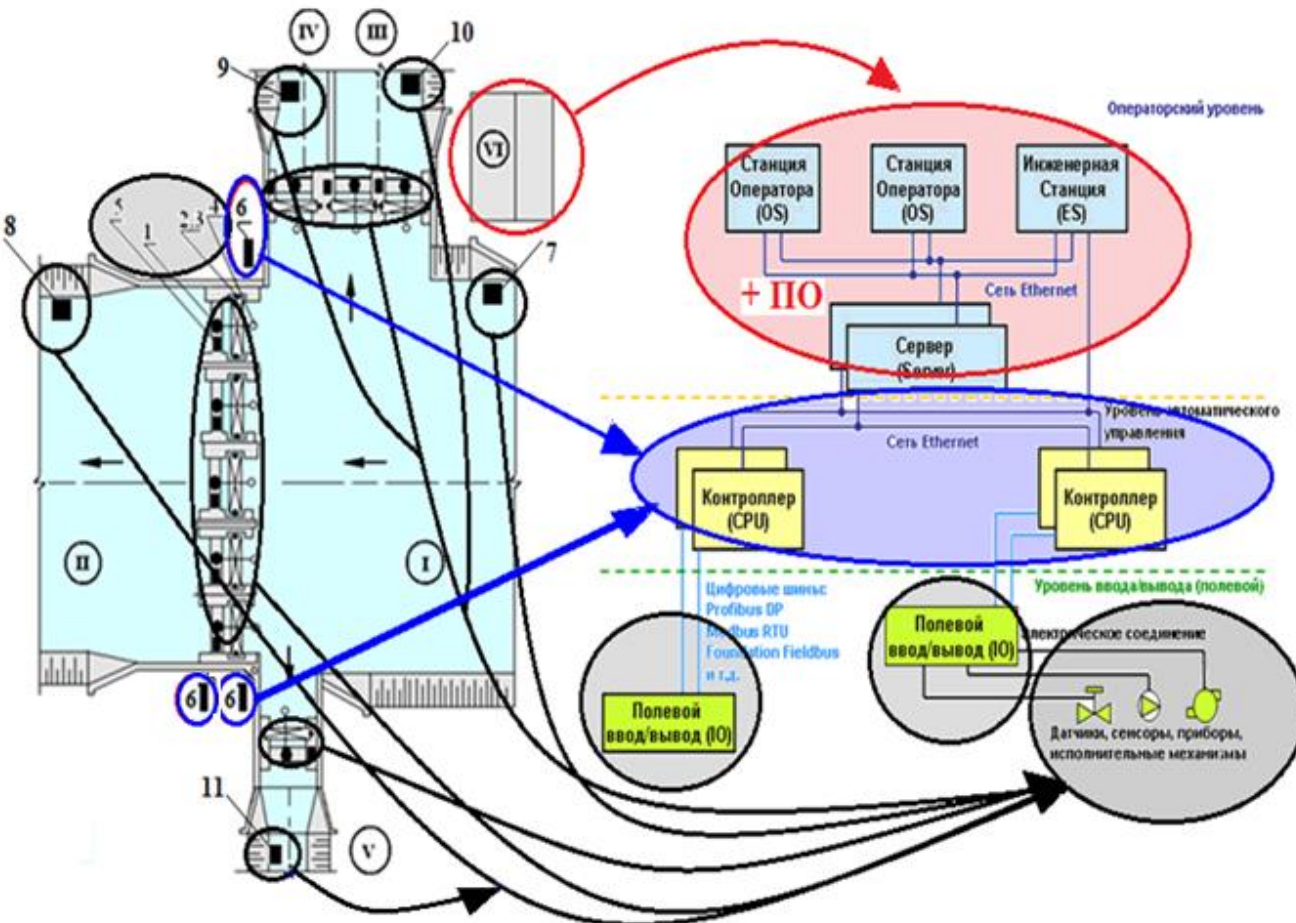 IV
III
10
9
VI
Операторский уровень
Станция
Оператора
(OS)
Станция
Оператора
(OS)
Инженерная
Станция
(ES)
5
1
2,3
4
6
8
7
+ ПО
Сеть Ethernet
Сервер
(Server)
Уровень автоматического
управления
Сеть Ethernet
Контроллер
(CPU)
Контроллер
(CPU)
II
I
Уровень ввода/вывода (полевой)
Цифровые шины:
Profibus DP
Modbus RTU
Foundation Fieldbus
и т.д.
Полевой
ввод/вывод (IO)
Электрическое соединение
6
6
Полевой
ввод/вывод (IO)
Датчики, сенсоры, приборы,
исполнительные механизмы
11
V